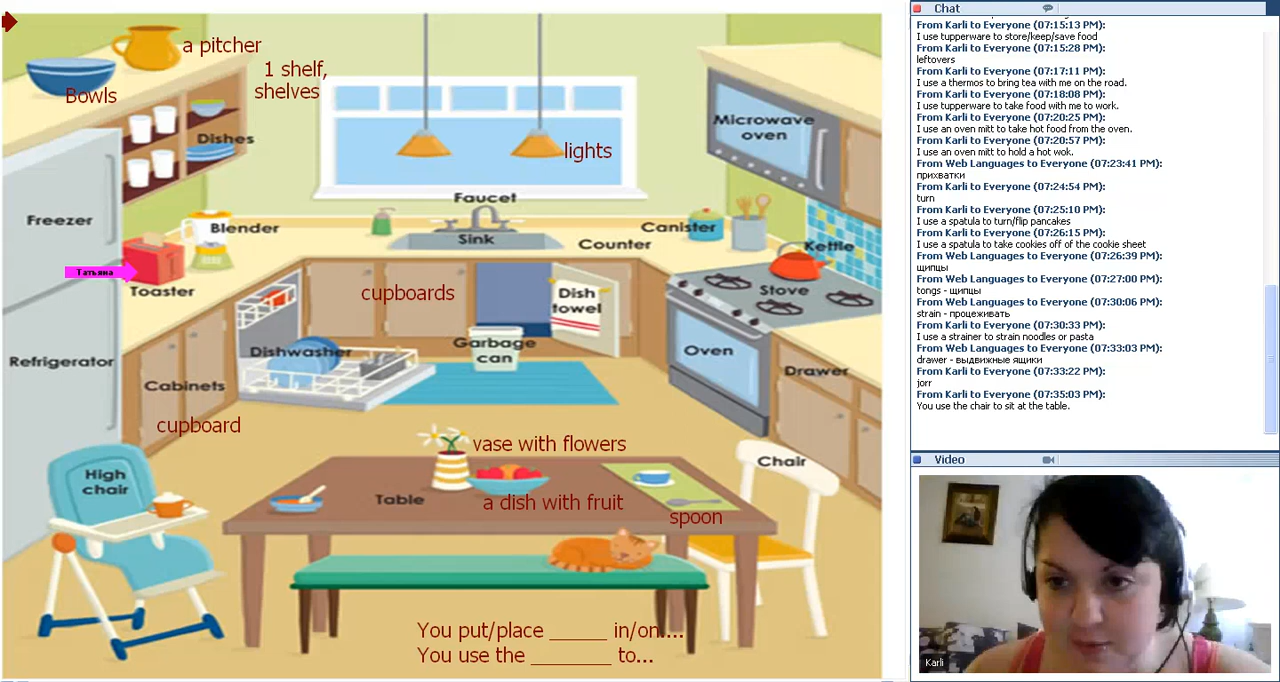 a pitcher
1 shelf,
shelves
Bowls
Dishes
lights
Microwave
oven
Faucet
Freezer
Blender
Sink
Counter
Canister
Kettle
Татьяна
Toaster
cupboards
Dish
towel
Stove
Refrigerator
Dishwasher
Garbage
can
Oven
Cabinets
Drawer
cupboard
vase with flowers
High
chair
Chair
Table
a dish with fruit
spoon
You put/place _____ in/on....
You use the ________ to...
Chat
From Karli to Everyone (07:15:13 PM):
I use tupperware to store/keep/save food
From Karli to Everyone (07:15:28 PM):
leftovers
From Karli to Everyone (07:17:11 PM):
I use a thermos to bring tea with me on the road.
From Karli to Everyone (07:18:08 PM):
I use tupperware to take food with me to work.
From Karli to Everyone (07:20:25 PM):
I use an oven mitt to take hot food from the oven.
From Karli to Everyone (07:20:57 PM):
I use an oven mitt to hold a hot wok.
From Web Languages to Everyone (07:23:41 PM):
прихватки
From Karli to Everyone (07:24:54 PM):
turn
From Karli to Everyone (07:25:10 PM):
I use a spatula to turn/flip pancakes
From Karli to Everyone (07:26:15 PM):
I use a spatula to take cookies off of the cookie sheet
From Web Languages to Everyone (07:26:39 PM):
щипцы
From Web Languages to Everyone (07:27:00 PM):
tongs - щипцы
From Web Languages to Everyone (07:30:06 PM):
strain - процеживать
From Karli to Everyone (07:30:33 PM):
I use a strainer to strain noodles or pasta
From Web Languages to Everyone (07:33:03 PM):
drawer - выдвижные ящики
From Karli to Everyone (07:33:22 PM):
jorr
From Karli to Everyone (07:35:03 PM):
You use the chair to sit at the table.
Video
Karli